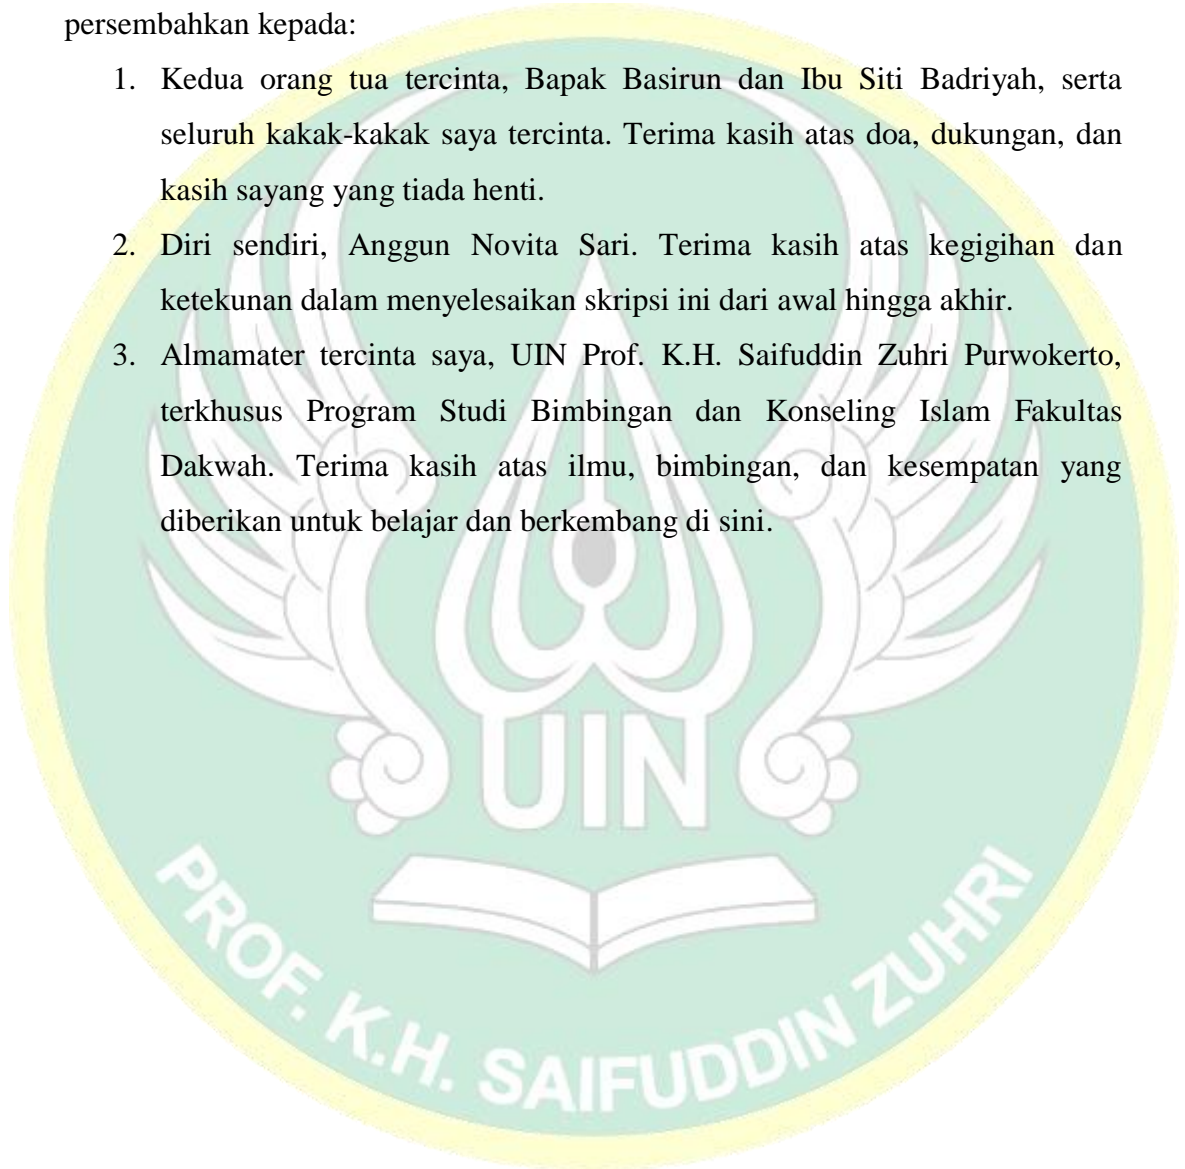 persembahkan kepada:
1. Kedua orang tua tercinta, Bapak Basirun dan Ibu Siti Badriyah, serta
seluruh kakak-kakak saya tercinta. Terima kasih atas doa, dukungan, dan
kasih sayang yang tiada henti.
2. Diri sendiri, Anggun Novita Sari. Terima kasih atas kegigihan dan
ketekunan dalam menyelesaikan skripsi ini dari awal hingga akhir.
3. Almamater tercinta saya, UIN Prof. K.H. Saifuddin Zuhri Purwokerto,
terkhusus Program Studi Bimbingan dan Konseling Islam Fakultas
Dakwah. Terima kasih atas ilmu, bimbingan, dan kesempatan yang
diberikan untuk belajar dan berkembang di sini.
UIN
PROF. K.H. SAIFUDDIN ZUHRI